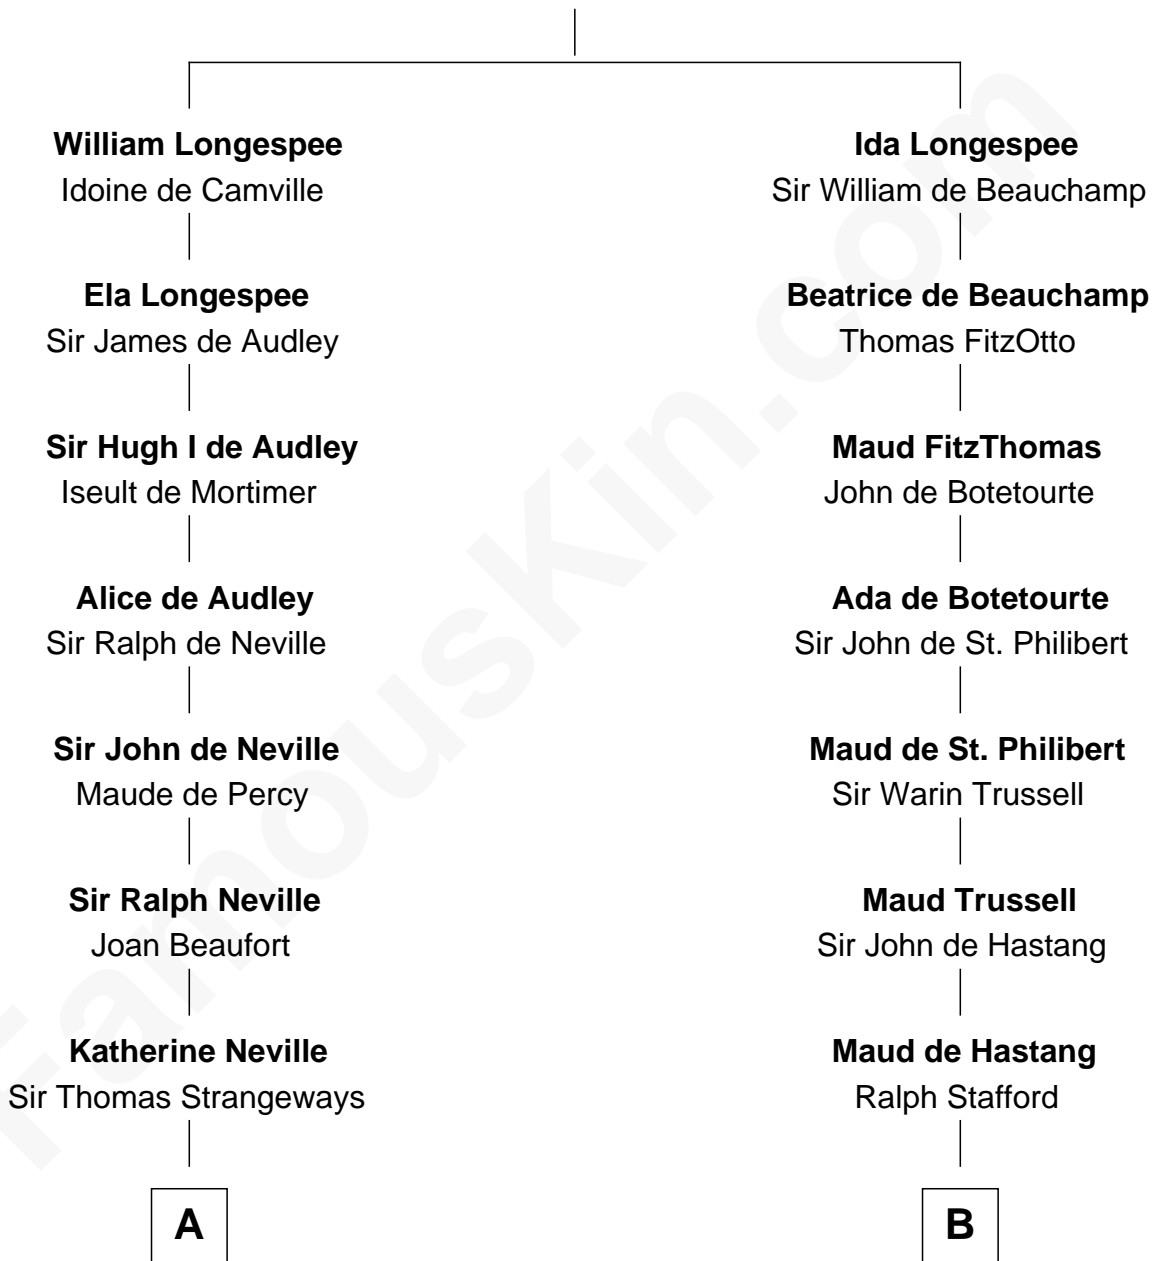 William Longespee
Idoine de Camville
Ida Longespee
Sir William de Beauchamp
Ela Longespee
Sir James de Audley
Beatrice de Beauchamp
Thomas FitzOtto
Sir Hugh I de Audley
Iseult de Mortimer
Maud FitzThomas
John de Botetourte
Alice de Audley
Sir Ralph de Neville
Ada de Botetourte
Sir John de St. Philibert
Sir John de Neville
Maude de Percy
Maud de St. Philibert
Sir Warin Trussell
Sir Ralph Neville
Joan Beaufort
Maud Trussell
Sir John de Hastang
Katherine Neville
Sir Thomas Strangeways
Maud de Hastang
Ralph Stafford
A
B
FamousKin.com